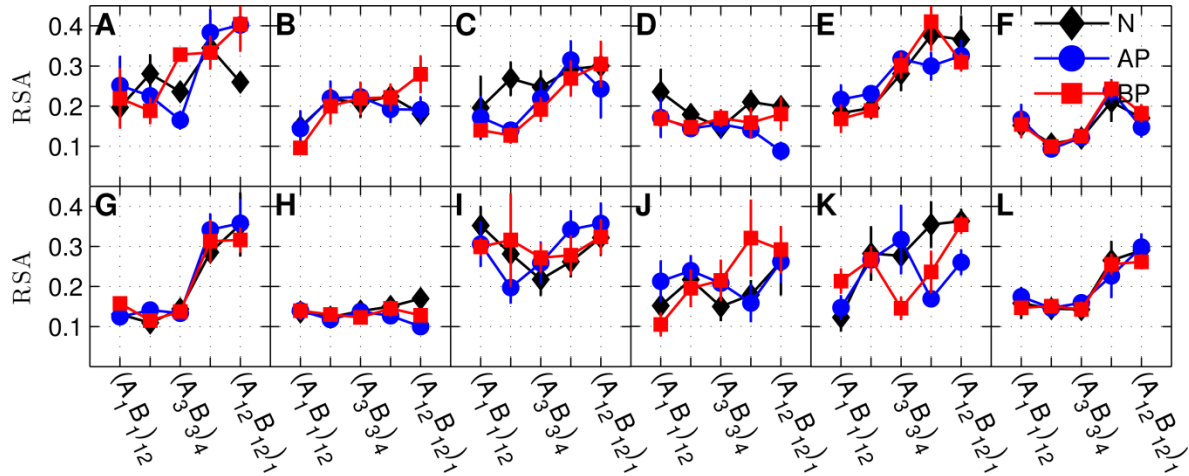 A B C D E F
N
AP
BP
RSA
0.4
0.3
0.2
0.1
G H I J K L
RSA
0.4
0.3
0.2
0.1
(A₁B₁)₁₂ (A₃B₃)₄ (A₁₂B₁₂)₁ (A₁B₁)₁₂ (A₃B₃)₄ (A₁₂B₁₂)₁ (A₁B₁)₁₂ (A₃B₃)₄ (A₁₂B₁₂)₁ (A₁B₁)₁₂ (A₃B₃)₄ (A₁₂B₁₂)₁ (A₁B₁)₁₂ (A₃B₃)₄ (A₁₂B₁₂)₁ (A₁B₁)₁₂ (A₃B₃)₄ (A₁₂B₁₂)₁